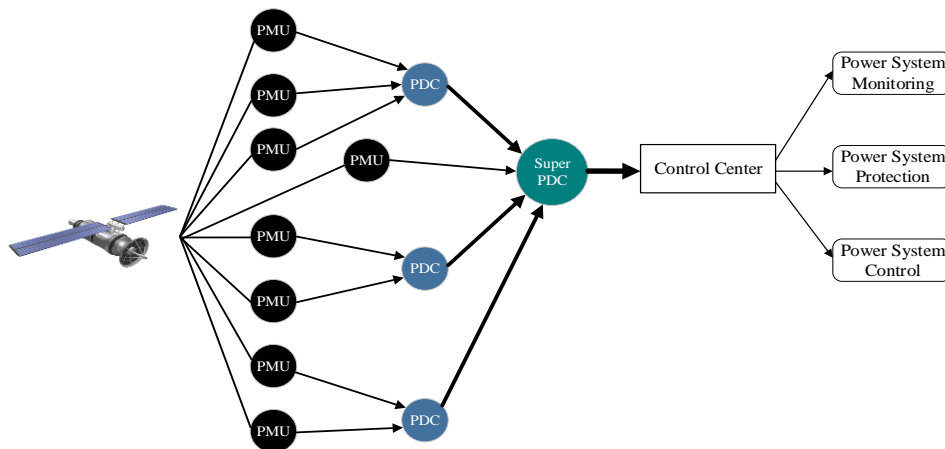 PMU
PMU
PMU
PMU
PMU
PMU
PMU
PMU
PDC
PDC
PDC
Super
PDC
Control Center
Power System
Monitoring
Power System
Protection
Power System
Control